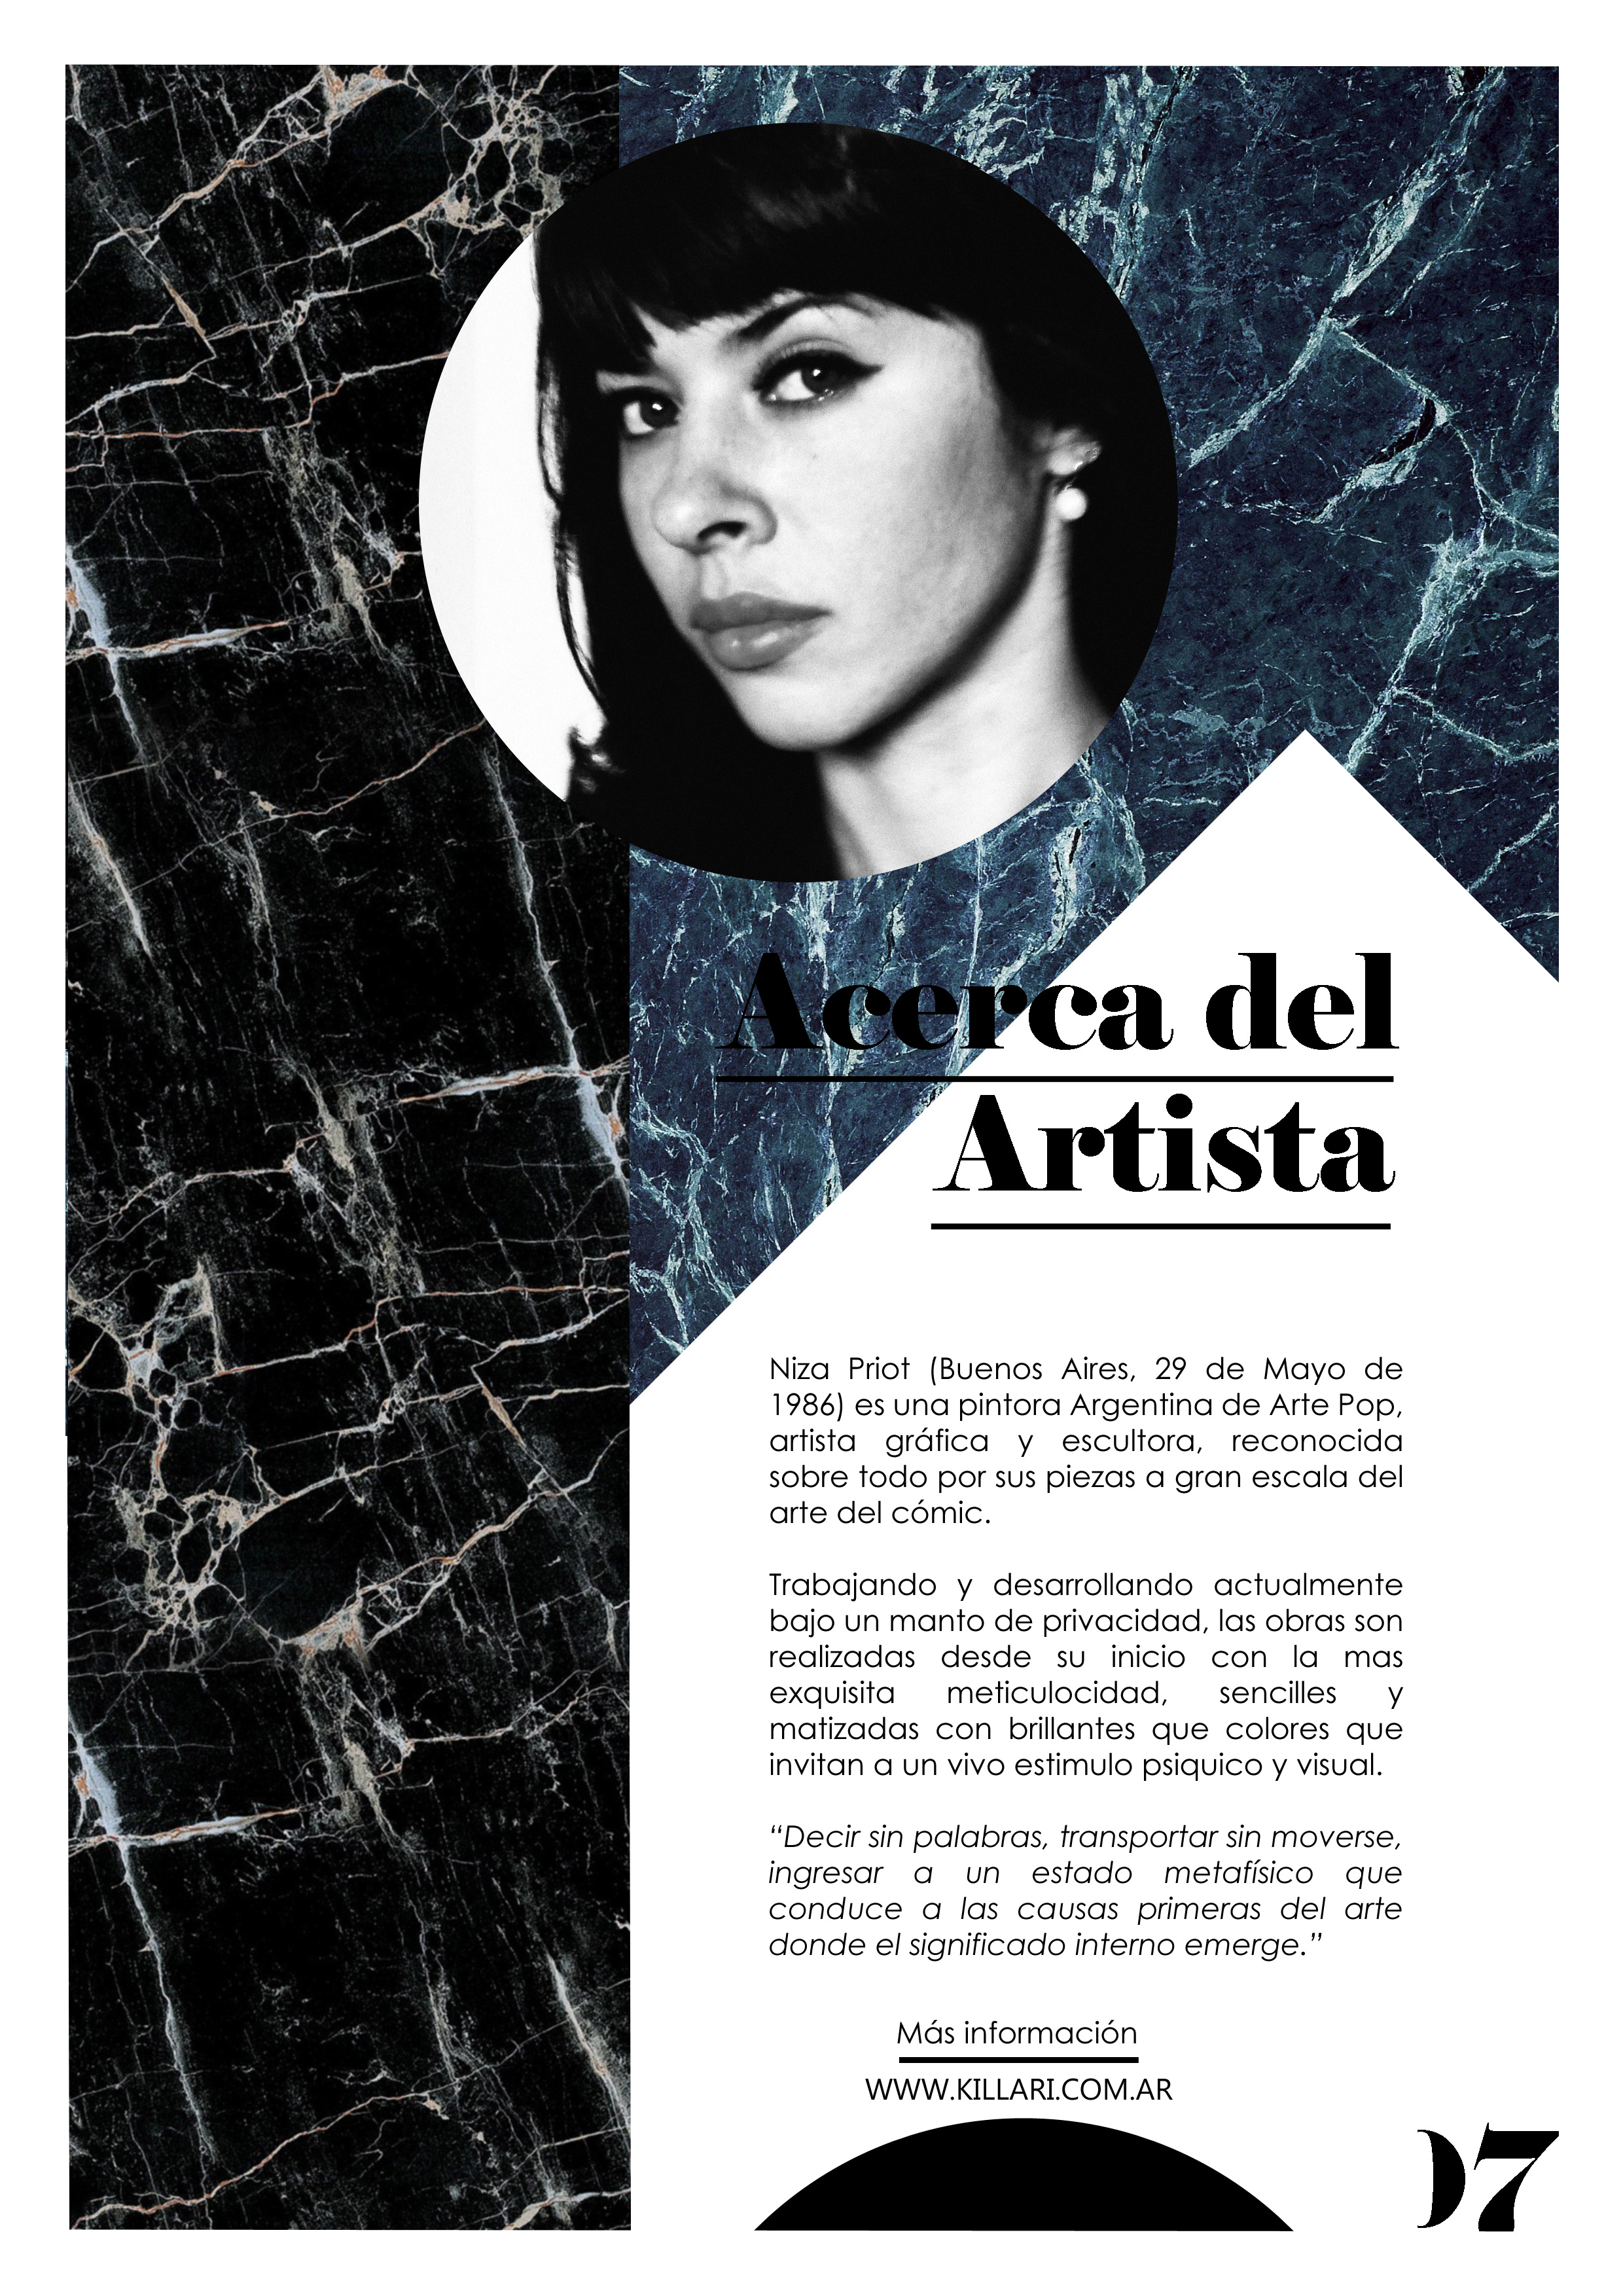 Acerca del
Artista
Niza Priot (Buenos Aires, 29 de Mayo de
1986) es una pintora Argentina de Arte Pop,
artista gráfica y escultora, reconocida
sobre todo por sus piezas a gran escala del
arte del cómic.
Trabajando y desarrollando actualmente
bajo un manto de privacidad, las obras son
realizadas desde su inicio con la mas
exquisita meticulocidad, sencilles y
matizadas con brillantes que colores que
invitan a un vivo estimulo psiquico y visual.
“Decir sin palabras, transportar sin moverse,
ingresar a un estado metafísico que
conduce a las causas primeras del arte
donde el significado interno emerge.”
Más información
WWW.KILLARI.COM.AR
07